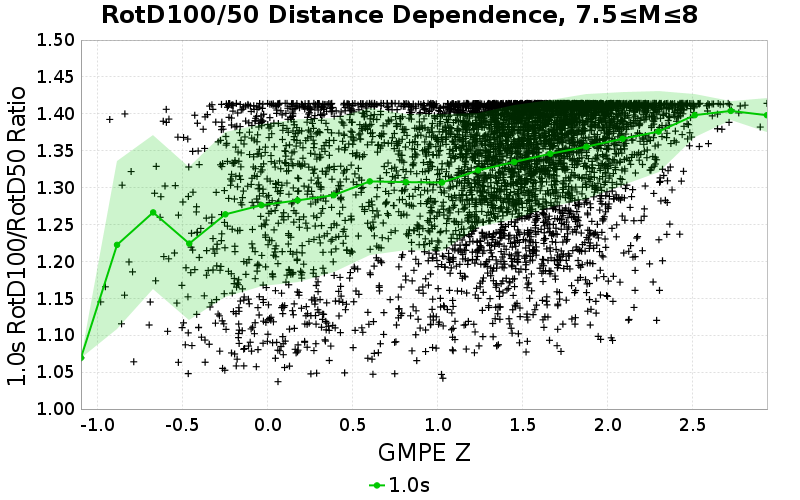 RotD100/50 Distance Dependence, 7.5≤M≤8
1.0s RotD100/RotD50 Ratio
1.50
1.45
1.40
1.35
1.30
1.25
1.20
1.15
1.10
1.05
1.00
-1.0 -0.5 0.0 0.5 1.0 1.5 2.0 2.5
GMPE Z
1.0s